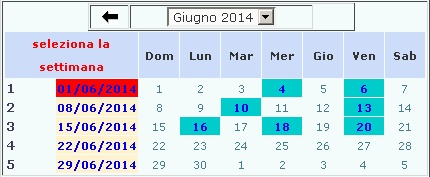 Giugno 2014
seleziona la settimana Dom Lun Mar Mer Gio Ven Sab
1 01/06/2014 1 2 3 4 5 6 7
2 08/06/2014 8 9 10 11 12 13 14
3 15/06/2014 15 16 17 18 19 20 21
4 22/06/2014 22 23 24 25 26 27 28
5 29/06/2014 29 30 1 2 3 4 5